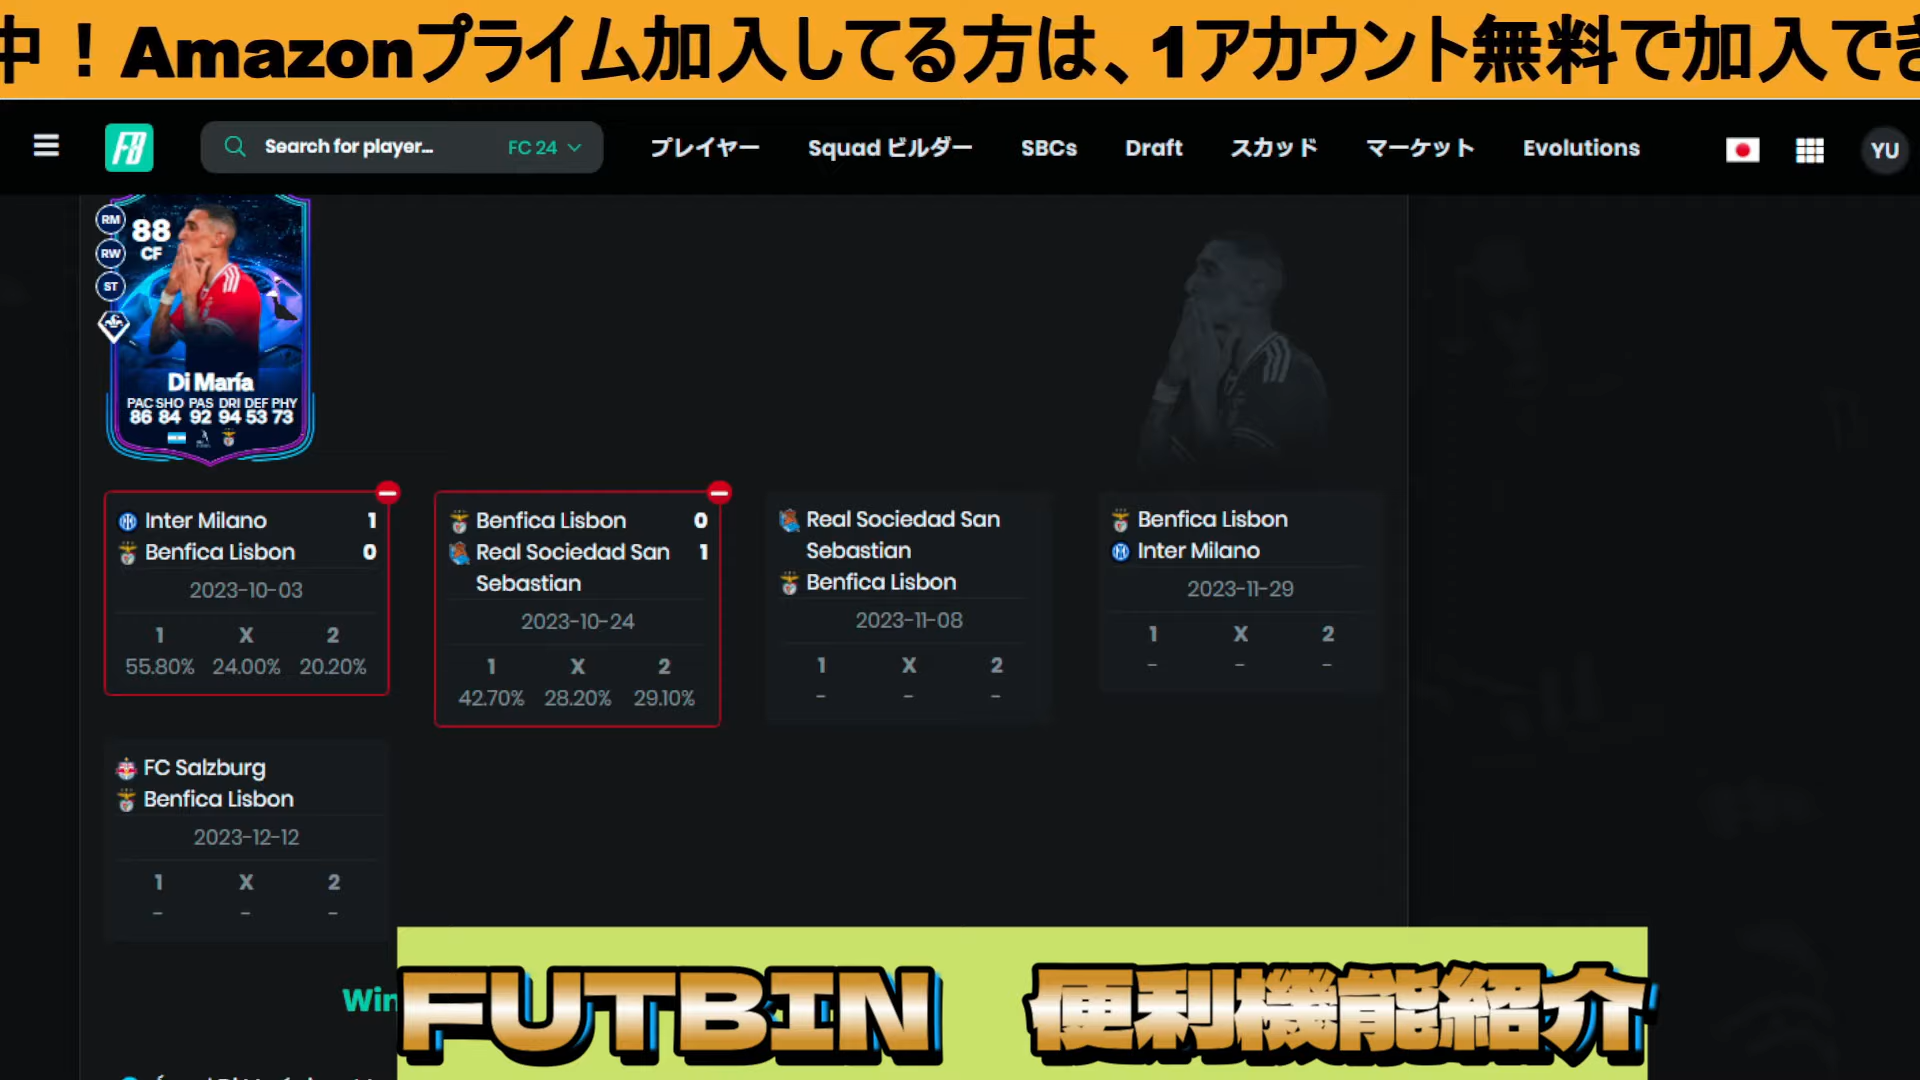 中！Amazonプライム加入してる方は、1アカウント無料で加入でき
FB
Search for player...
FC 24
プレイヤー
Squad ビルダー
SBCs
Draft
スカッド
マーケット
Evolutions
YU
RM
RW
ST
88
CF
Di María
PAC SHO PAS DRI DEF PHY
86 84 92 94 53 73
Inter Milano 1
Benfica Lisbon 0
2023-10-03
1 X 2
55.80% 24.00% 20.20%
Benfica Lisbon 0
Real Sociedad San 1
Sebastian
2023-10-24
1 X 2
42.70% 28.20% 29.10%
Real Sociedad San
Sebastian
Benfica Lisbon
2023-11-08
1 X 2
- - -
Benfica Lisbon
Inter Milano
2023-11-29
1 X 2
- - -
FC Salzburg
Benfica Lisbon
2023-12-12
1 X 2
- - -
Win
FUTBIN 便利機能紹介